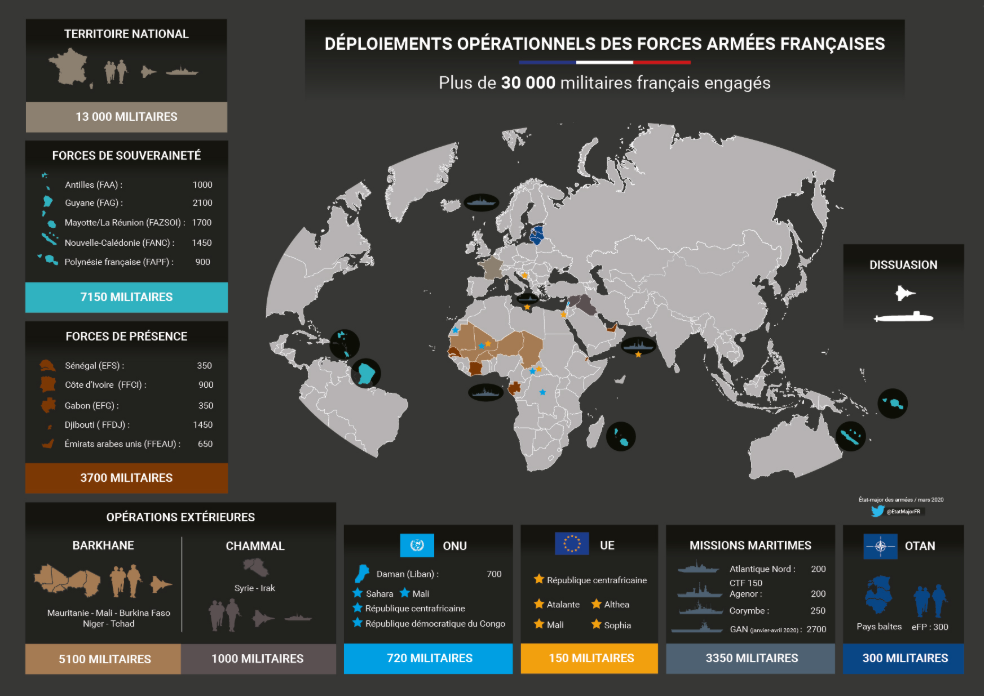 TERRITOIRE NATIONAL
13 000 MILITAIRES
DÉPLOIEMENTS OPÉRATIONNELS DES FORCES ARMÉES FRANÇAISES
Plus de 30 000 militaires français engagés
FORCES DE SOUVERAINETÉ
Antilles (FAA) : 1000
Guyane (FAG) : 2100
Mayotte/La Réunion (FAZSOI) : 1700
Nouvelle-Calédonie (FANC) : 1450
Polynésie française (FAPF) : 900
7150 MILITAIRES
FORCES DE PRÉSENCE
Sénégal (EFS) : 350
Côte d'Ivoire (FFCI) : 900
Gabon (EFG) : 350
Djibouti ( FFDJ) : 1450
Émirats arabes unis (FFEAU) : 650
3700 MILITAIRES
DISSUASION
État-major des armées / mars 2020
@EtatMajorFR
OPÉRATIONS EXTÉRIEURES
BARKHANE
Mauritanie - Mali - Burkina Faso
Niger - Tchad
5100 MILITAIRES
CHAMMAL
Syrie - Irak
1000 MILITAIRES
ONU
Daman (Liban) : 700
Sahara Mali
République centrafricaine
République démocratique du Congo
720 MILITAIRES
UE
République centrafricaine
Atalante Althea
Mali Sophia
150 MILITAIRES
MISSIONS MARITIMES
Atlantique Nord : 200
CTF 150
Agenor : 200
Corymbe : 250
GAN (janvier-avril 2020) : 2700
3350 MILITAIRES
OTAN
Pays baltes eFP : 300
300 MILITAIRES